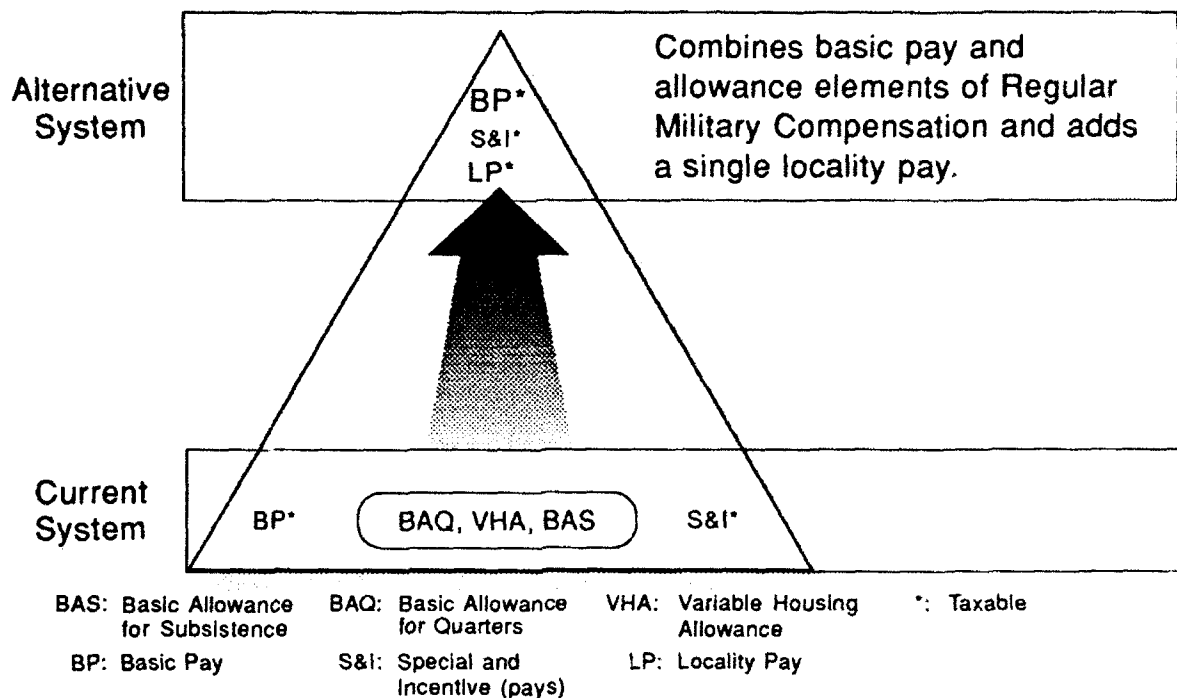 Alternative
System
BP*
S&I*
LP*
Combines basic pay and
allowance elements of Regular
Military Compensation and adds
a single locality pay.
Current
System
BP*
BAQ, VHA, BAS
S&I*
BAS: Basic Allowance
for Subsistence
BAQ: Basic Allowance
for Quarters
VHA: Variable Housing
Allowance
*: Taxable
BP: Basic Pay
S&I: Special and
Incentive (pays)
LP: Locality Pay